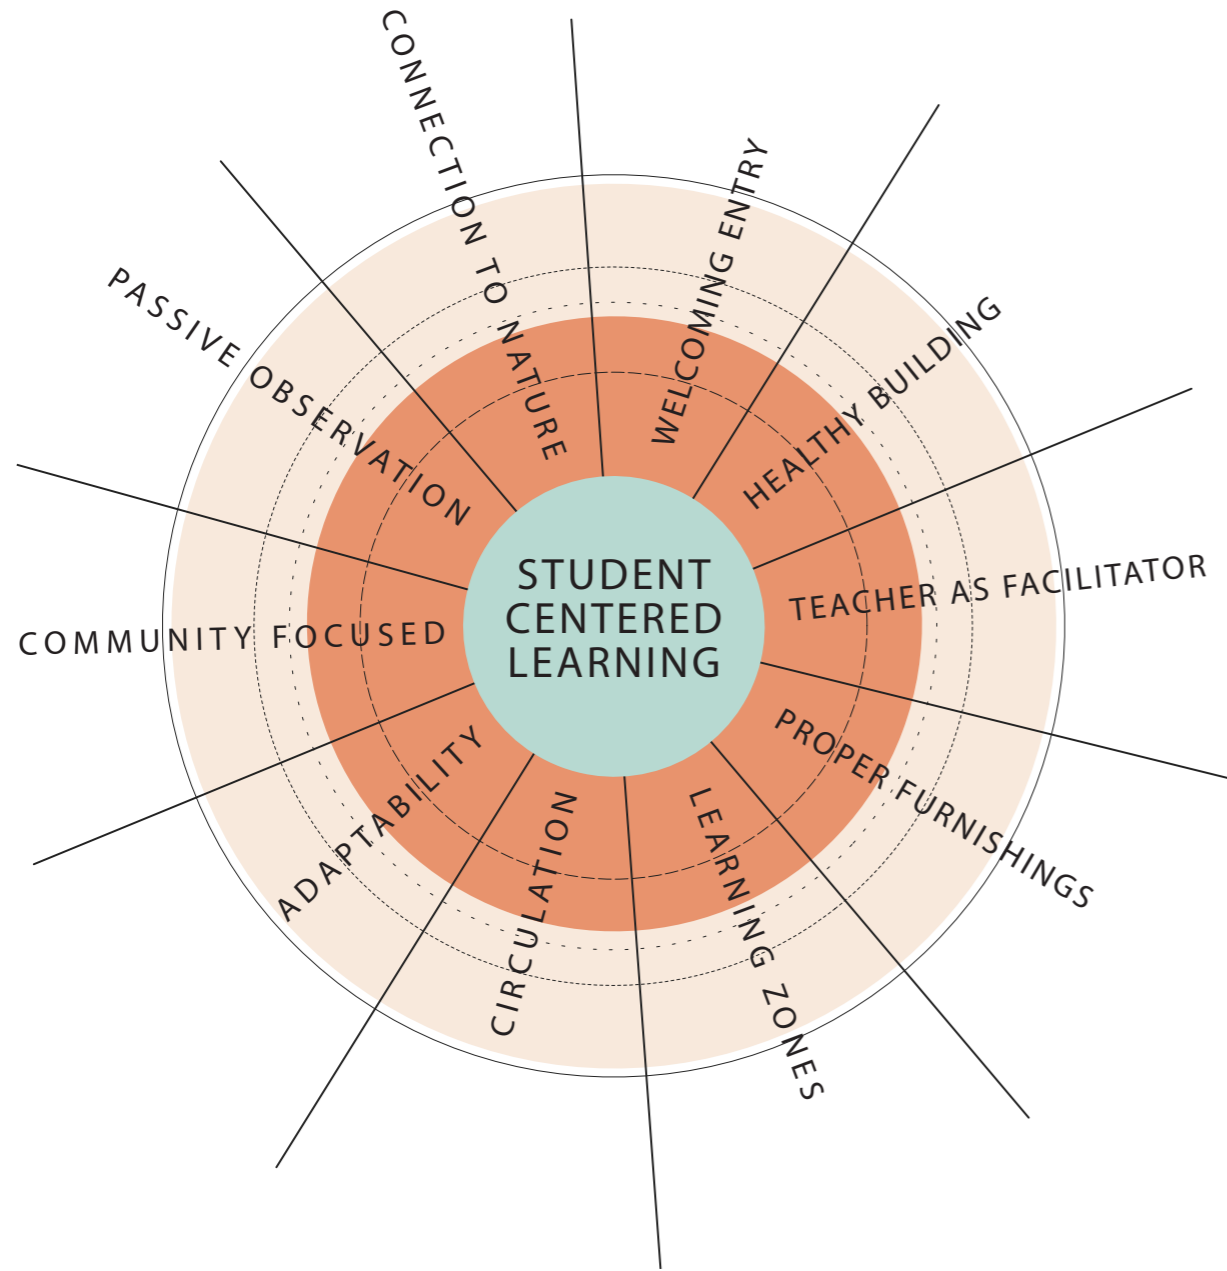 STUDENT
CENTERED
LEARNING
WELCOMING ENTRY
HEALTHY BUILDING
TEACHER AS FACILITATOR
PROPER FURNISHINGS
LEARNING ZONES
CIRCULATION
ADAPTABILITY
COMMUNITY FOCUSED
PASSIVE OBSERVATION
CONNECTION TO NATURE